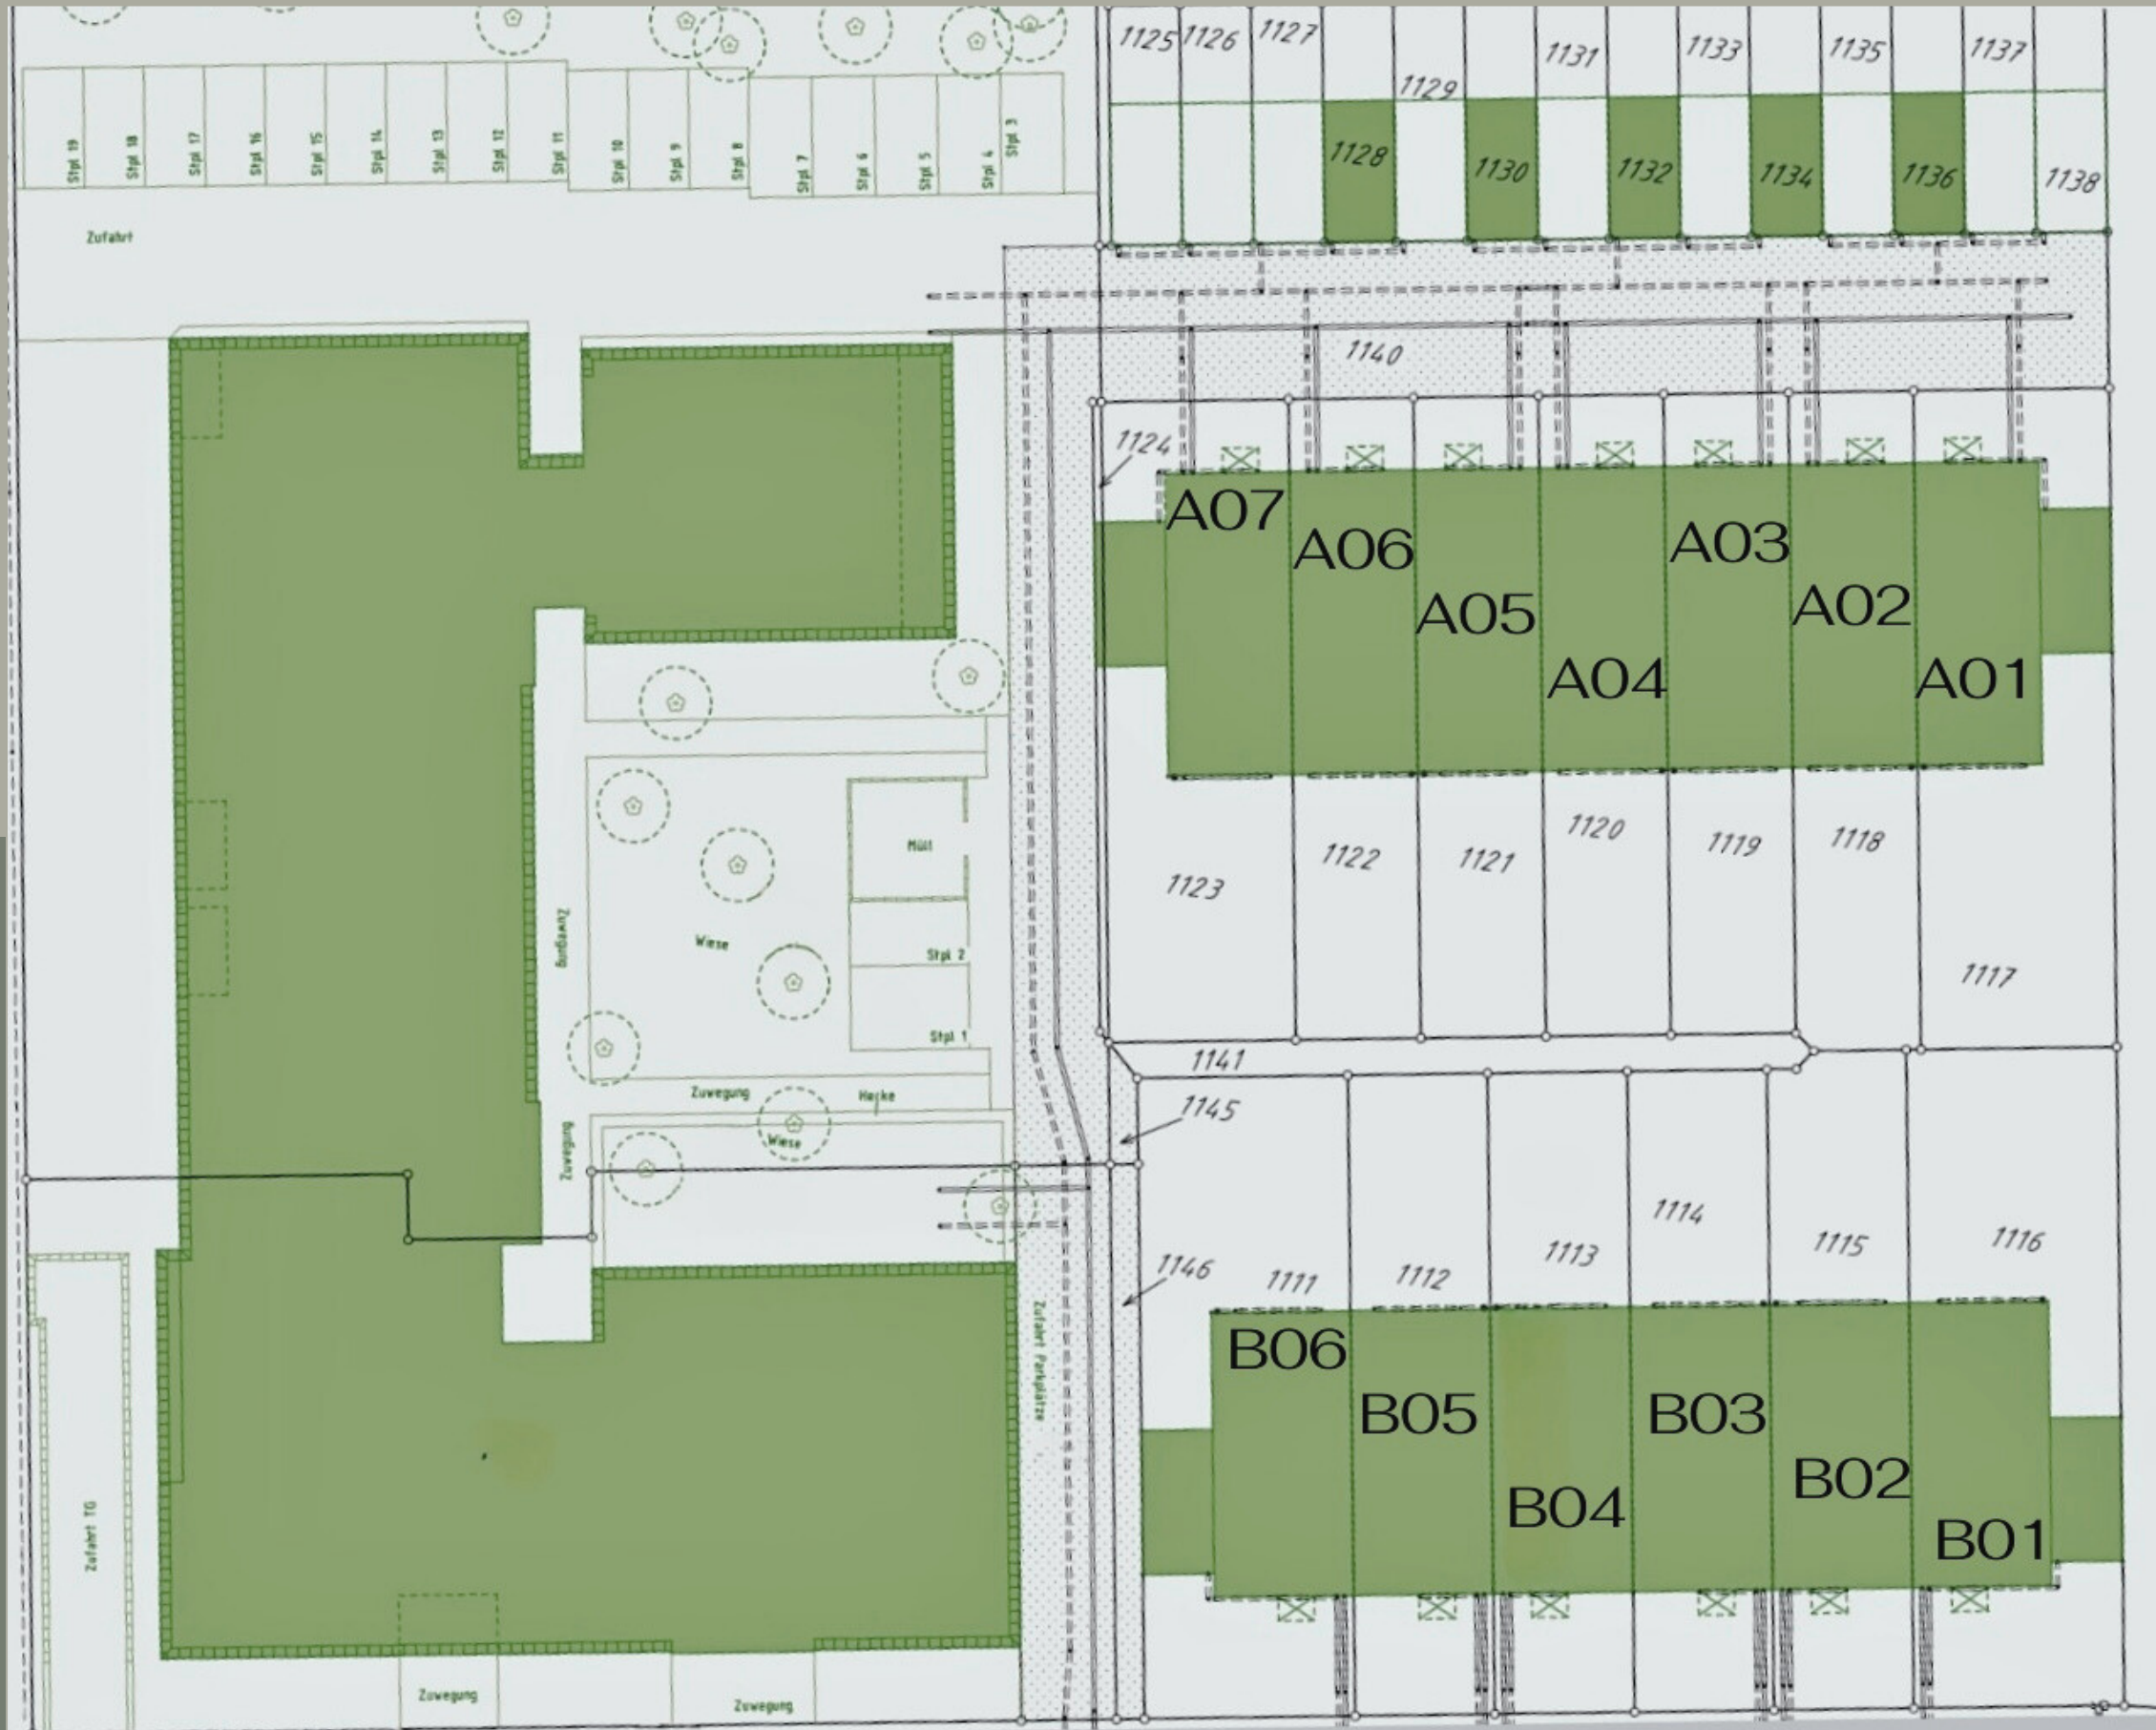 1125 1126 1127 1129 1131 1133 1135 1137
Stpl 19 Stpl 18 Stpl 17 Stpl 16 Stpl 15 Stpl 14 Stpl 13 Stpl 12 Stpl 11 Stpl 10 Stpl 9 Stpl 8 Stpl 7 Stpl 6 Stpl 5 Stpl 4 Stpl 3
1128 1130 1132 1134 1136 1138
Zufahrt
1140
1124
A07
A06
A05
A04
A03
A02
A01
Müll
1123
1122
1121
1120
1119
1118
1117
Zuwegung
Wiese
Stpl 2
Stpl 1
1141
Zuwegung
Hecke
1145
Wiese
Zuwegung
1146
1111
1112
1113
1114
1115
1116
Zufahrt Parkplätze
B06
B05
B04
B03
B02
B01
Zufahrt TG
Zuwegung
Zuwegung